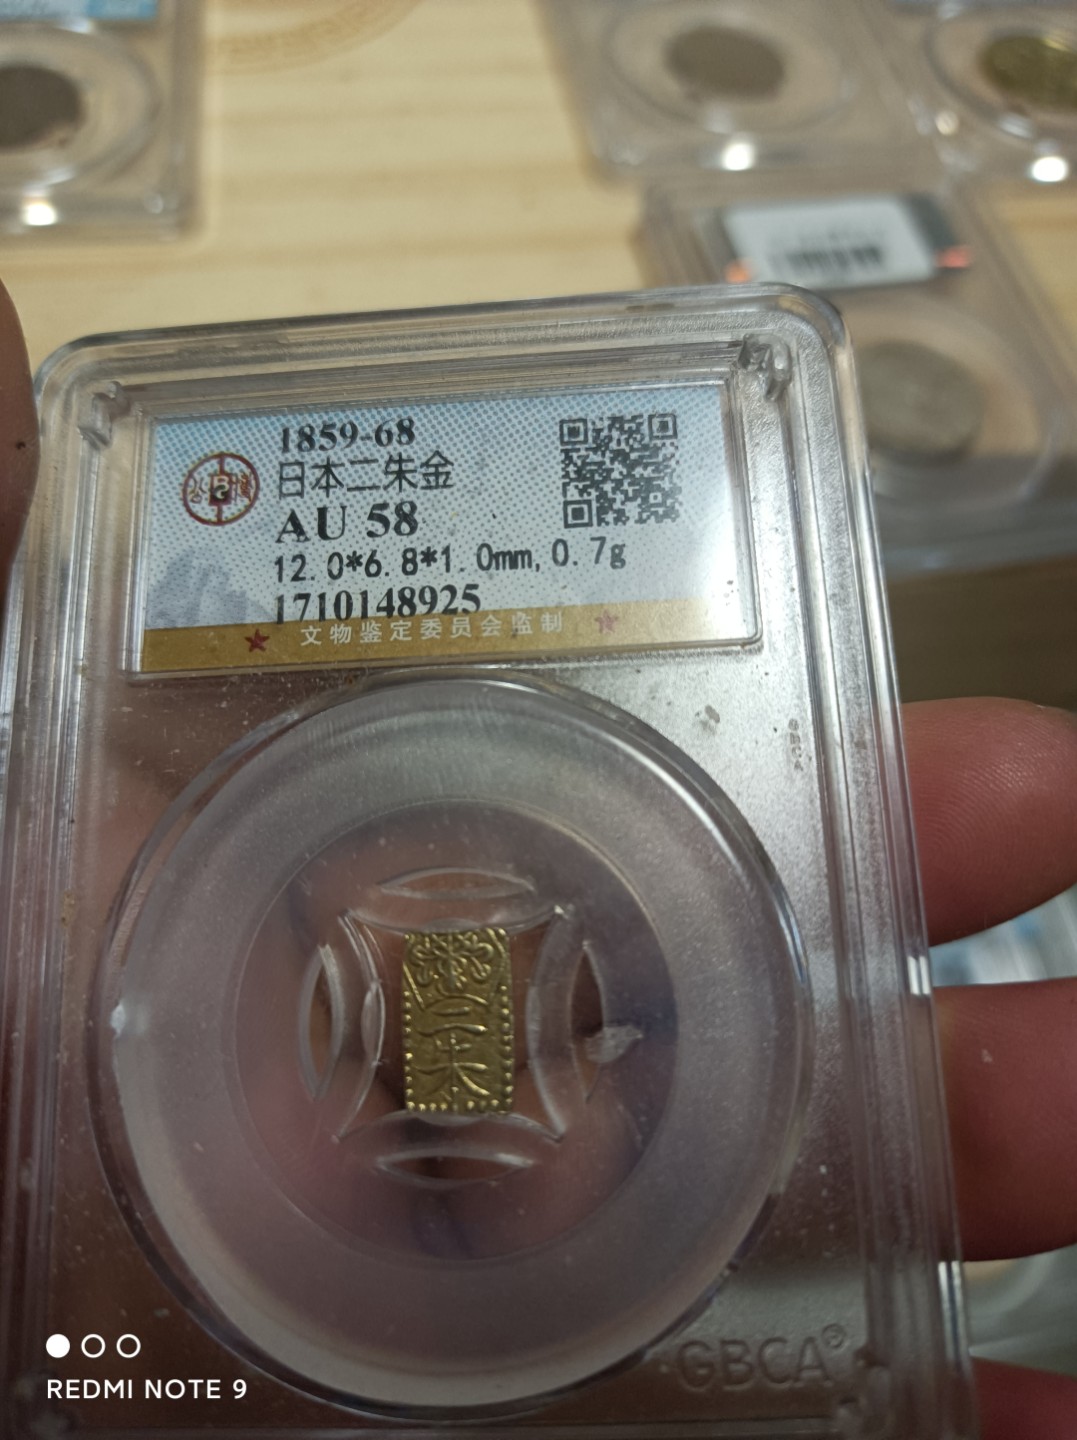 1859-68
日本二朱金
AU 58
12.0*6.8*1.0mm, 0.7g
1710148925
文物鉴定委员会监制
二朱
GBCA®
REDMI NOTE 9